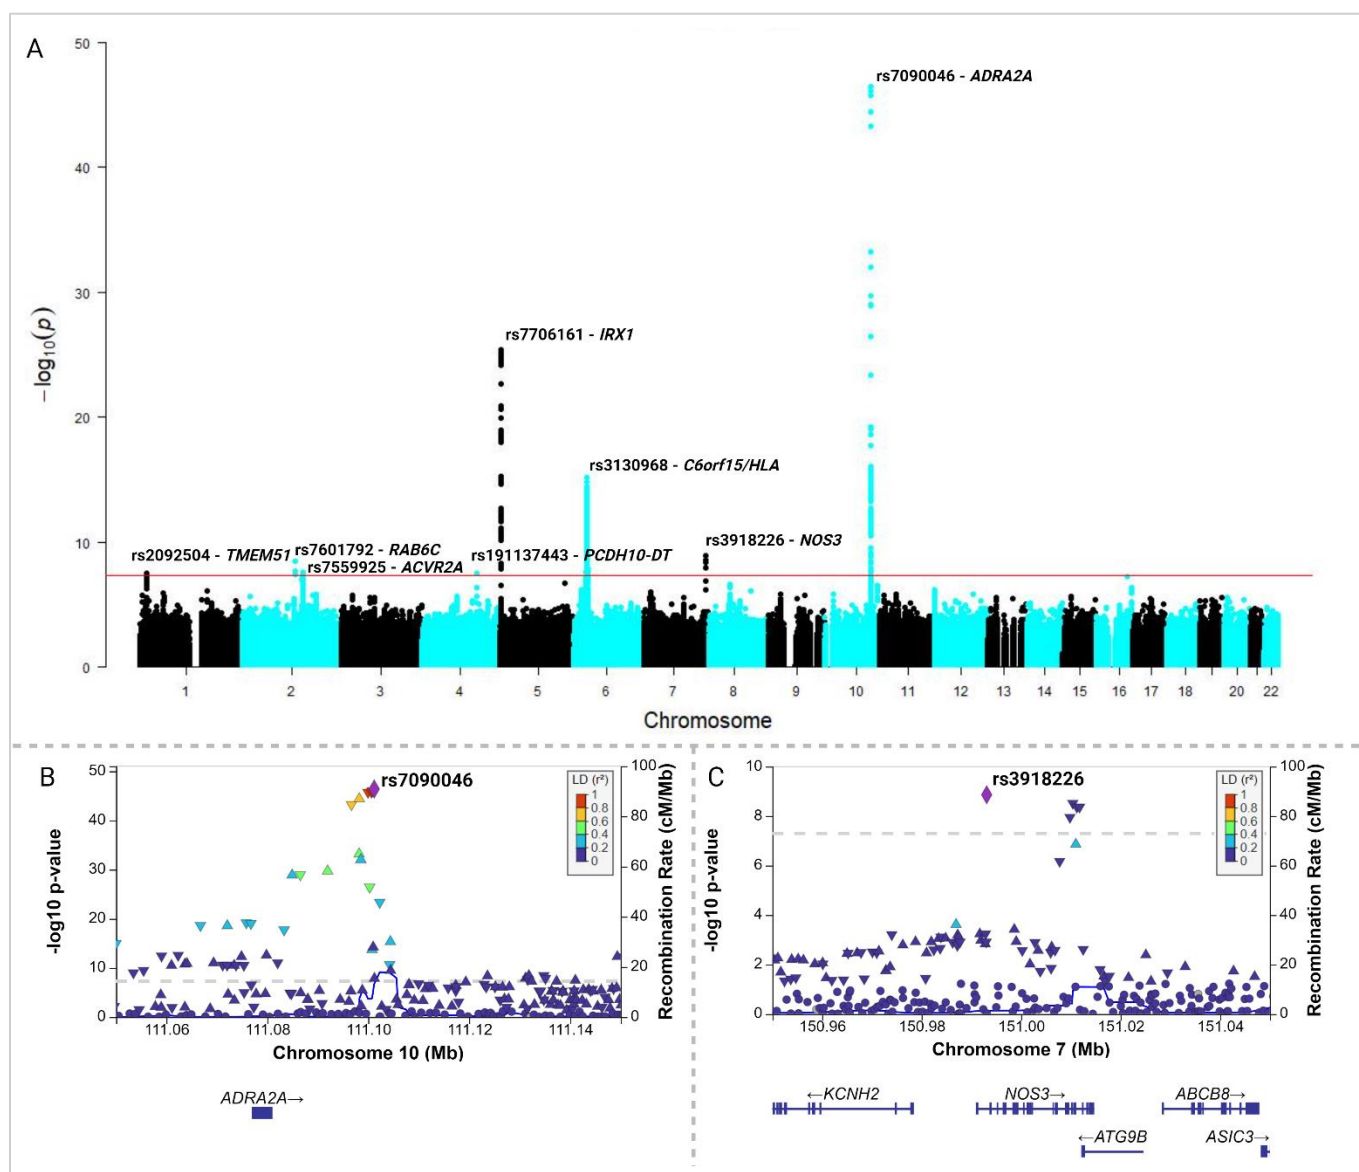 A
50
40
30
20
10
0
−log10(p)
rs7090046 - ADRA2A
rs7706161 - IRX1
rs3130968 - C6orf15/HLA
rs2092504 - TMEM51
rs7601792 - RAB6C
rs7559925 - ACVR2A
rs191137443 - PCDH10-DT
rs3918226 - NOS3
1 2 3 4 5 6 7 8 9 10 11 12 13 14 15 16 17 18 20 22
Chromosome
B
rs7090046
50
40
30
20
10
0
-log10 p-value
LD (r²)
1
0.8
0.6
0.4
0.2
0
100
80
60
40
20
0
Recombination Rate (cM/Mb)
111.06 111.08 111.10 111.12 111.14
Chromosome 10 (Mb)
ADRA2A→
C
rs3918226
10
8
6
4
2
0
-log10 p-value
LD (r²)
1
0.8
0.6
0.4
0.2
0
100
80
60
40
20
0
Recombination Rate (cM/Mb)
150.96 150.98 151.00 151.02 151.04
Chromosome 7 (Mb)
←KCNH2 NOS3→ ABCB8→
←ATG9B ASIC3→